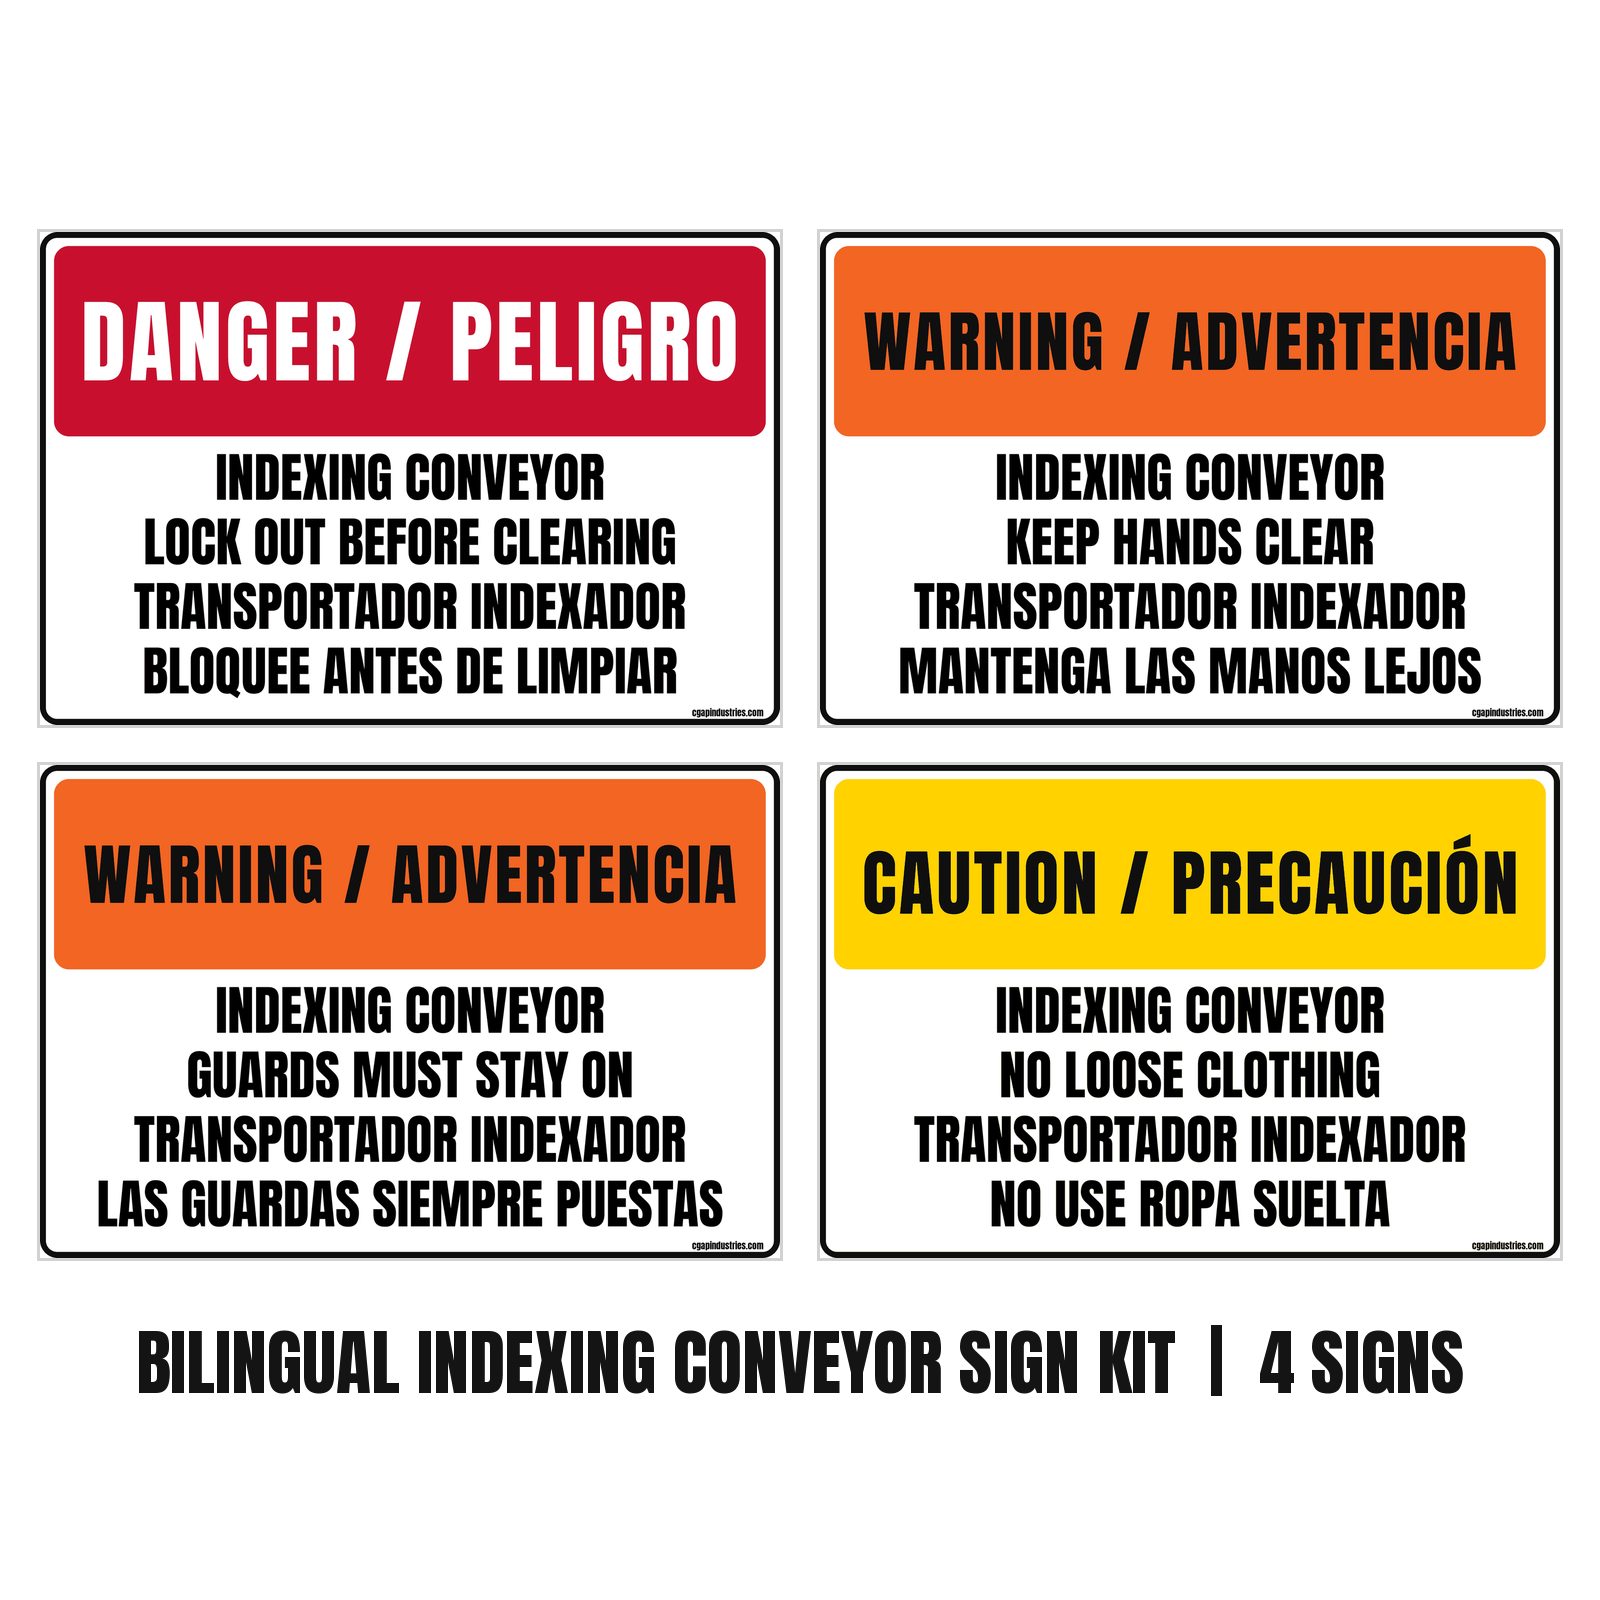 DANGER / PELIGRO
INDEXING CONVEYOR
LOCK OUT BEFORE CLEARING
TRANSPORTADOR INDEXADOR
BLOQUEE ANTES DE LIMPIAR
cgapindustries.com
WARNING / ADVERTENCIA
INDEXING CONVEYOR
KEEP HANDS CLEAR
TRANSPORTADOR INDEXADOR
MANTENGA LAS MANOS LEJOS
cgapindustries.com
WARNING / ADVERTENCIA
INDEXING CONVEYOR
GUARDS MUST STAY ON
TRANSPORTADOR INDEXADOR
LAS GUARDAS SIEMPRE PUESTAS
cgapindustries.com
CAUTION / PRECAUCIÓN
INDEXING CONVEYOR
NO LOOSE CLOTHING
TRANSPORTADOR INDEXADOR
NO USE ROPA SUELTA
cgapindustries.com
BILINGUAL INDEXING CONVEYOR SIGN KIT | 4 SIGNS